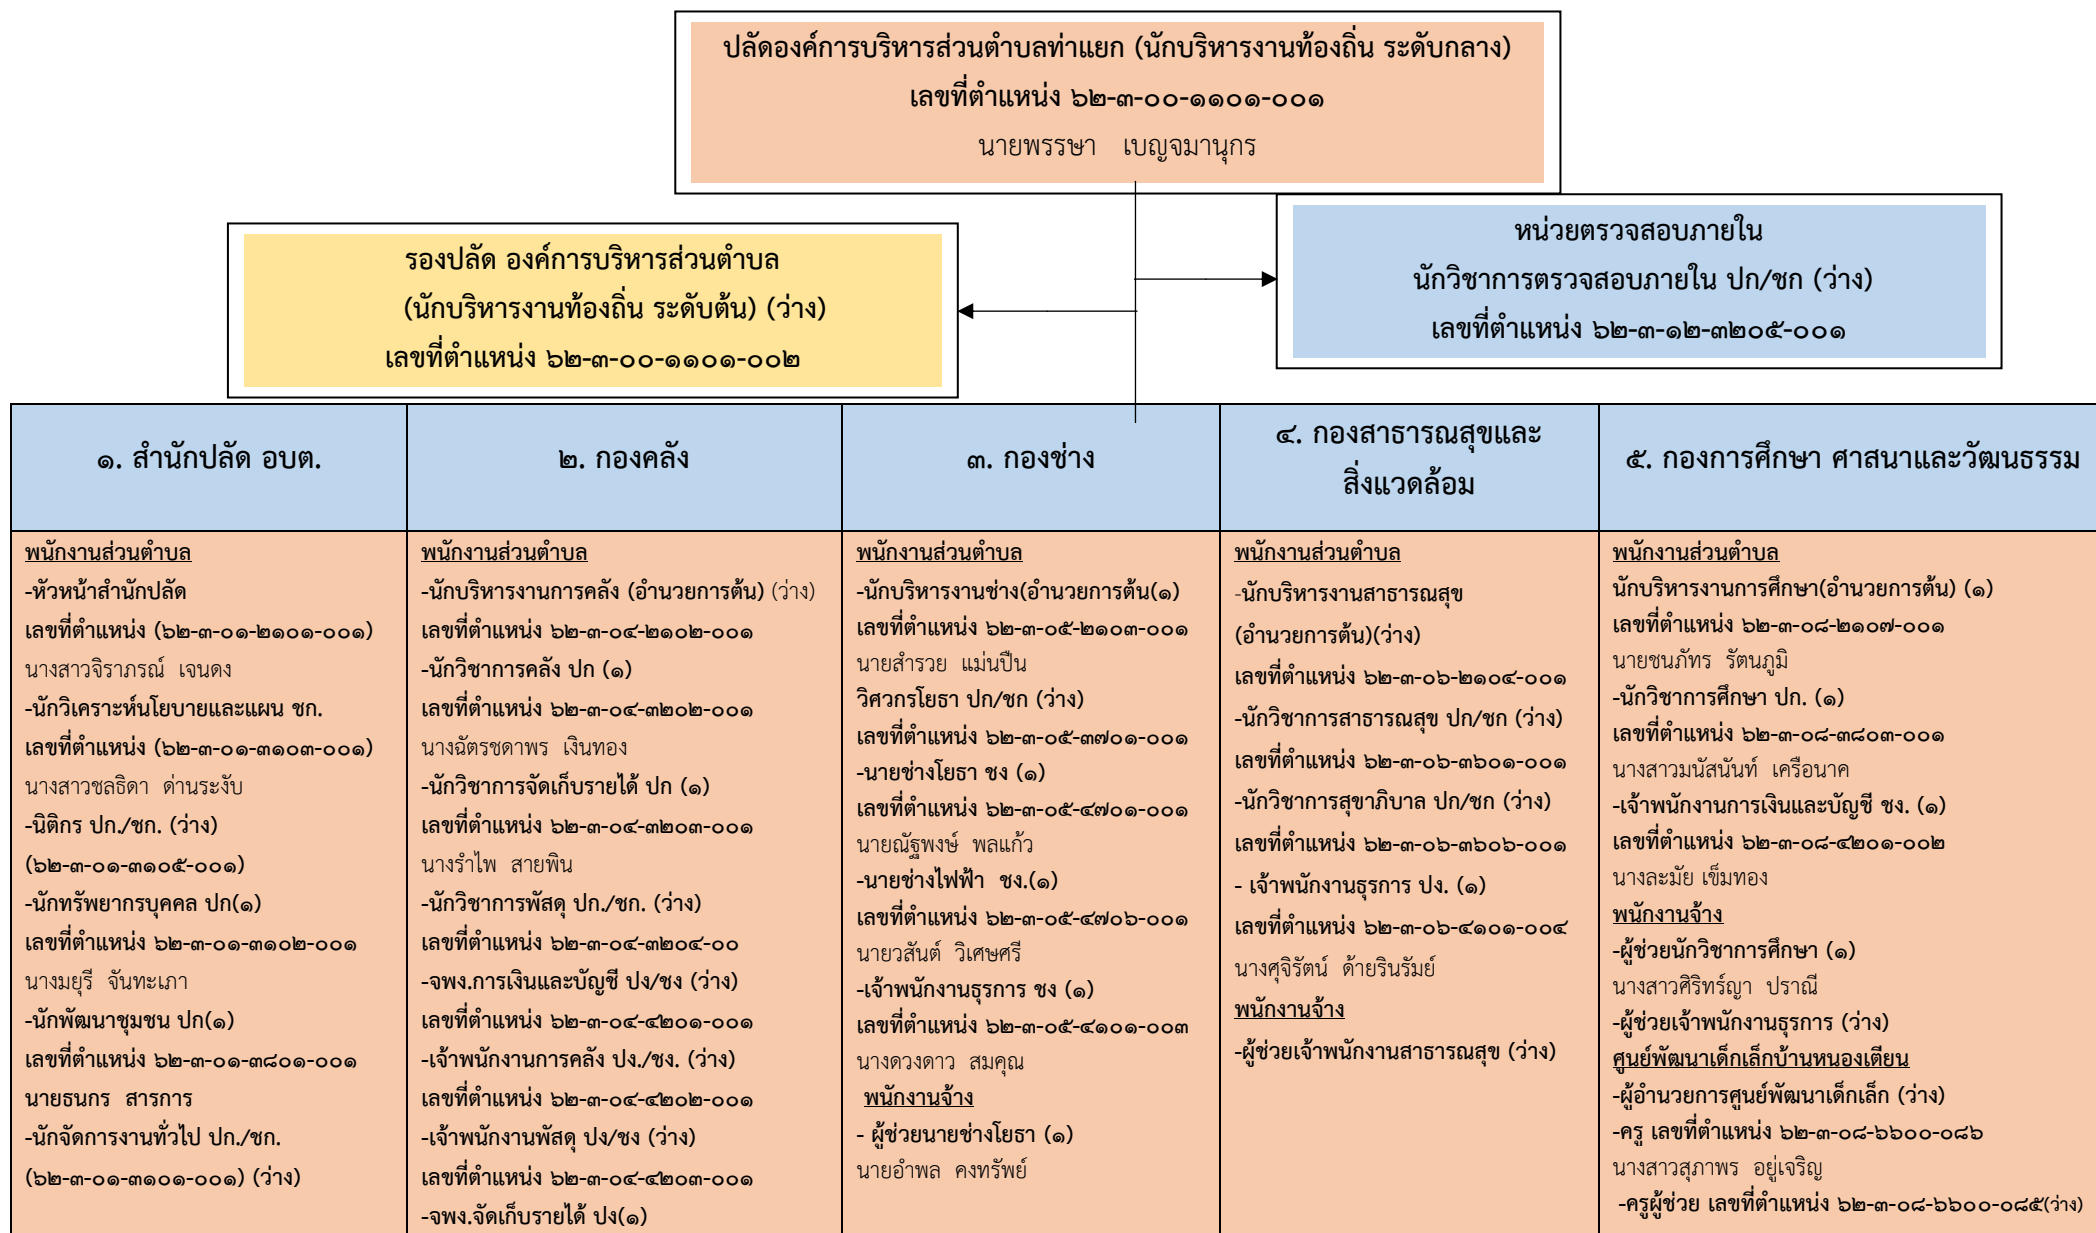 ปลัดองค์การบริหารส่วนตำบลท่าแยก (นักบริหารงานท้องถิ่น ระดับกลาง)
เลขที่ตำแหน่ง ๖๒-๓-๐๐-๑๑๐๑-๐๐๑
นายพรรษา เบญจมานุกร
รองปลัด องค์การบริหารส่วนตำบล
(นักบริหารงานท้องถิ่น ระดับต้น) (ว่าง)
เลขที่ตำแหน่ง ๖๒-๓-๐๐-๑๑๐๑-๐๐๒
หน่วยตรวจสอบภายใน
นักวิชาการตรวจสอบภายใน ปก/ชก (ว่าง)
เลขที่ตำแหน่ง ๖๒-๓-๑๒-๓๒๐๕-๐๐๑
๑. สำนักปลัด อบต.
พนักงานส่วนตำบล
-หัวหน้าสำนักปลัด
เลขที่ตำแหน่ง (๖๒-๓-๐๑-๒๑๐๑-๐๐๑)
นางสาวจิราภรณ์ เจนดง
-นักวิเคราะห์นโยบายและแผน ชก.
เลขที่ตำแหน่ง (๖๒-๓-๐๑-๓๑๐๓-๐๐๑)
นางสาวชลธิดา ด่านระงับ
-นิติกร ปก./ชก. (ว่าง)
(๖๒-๓-๐๑-๓๑๐๕-๐๐๑)
-นักทรัพยากรบุคคล ปก(๑)
เลขที่ตำแหน่ง ๖๒-๓-๐๑-๓๑๐๒-๐๐๑
นางมยุรี จันทะเภา
-นักพัฒนาชุมชน ปก(๑)
เลขที่ตำแหน่ง ๖๒-๓-๐๑-๓๘๐๑-๐๐๑
นายธนกร สารการ
-นักจัดการงานทั่วไป ปก./ชก.
(๖๒-๓-๐๑-๓๑๐๑-๐๐๑) (ว่าง)
๒. กองคลัง
พนักงานส่วนตำบล
-นักบริหารงานการคลัง (อำนวยการต้น) (ว่าง)
เลขที่ตำแหน่ง ๖๒-๓-๐๔-๒๑๐๒-๐๐๑
-นักวิชาการคลัง ปก (๑)
เลขที่ตำแหน่ง ๖๒-๓-๐๔-๓๒๐๒-๐๐๑
นางฉัตรชดาพร เงินทอง
-นักวิชาการจัดเก็บรายได้ ปก (๑)
เลขที่ตำแหน่ง ๖๒-๓-๐๔-๓๒๐๓-๐๐๑
นางรำไพ สายพิน
-นักวิชาการพัสดุ ปก./ชก. (ว่าง)
เลขที่ตำแหน่ง ๖๒-๓-๐๔-๓๒๐๔-๐๐
-จพง.การเงินและบัญชี ปง/ชง (ว่าง)
เลขที่ตำแหน่ง ๖๒-๓-๐๔-๔๒๐๑-๐๐๑
-เจ้าพนักงานการคลัง ปง./ชง. (ว่าง)
เลขที่ตำแหน่ง ๖๒-๓-๐๔-๔๒๐๒-๐๐๑
-เจ้าพนักงานพัสดุ ปง/ชง (ว่าง)
เลขที่ตำแหน่ง ๖๒-๓-๐๔-๔๒๐๓-๐๐๑
-จพง.จัดเก็บรายได้ ปง(๑)
๓. กองช่าง
พนักงานส่วนตำบล
-นักบริหารงานช่าง(อำนวยการต้น(๑)
เลขที่ตำแหน่ง ๖๒-๓-๐๕-๒๑๐๓-๐๐๑
นายสำรวย แม่นปืน
วิศวกรโยธา ปก/ชก (ว่าง)
เลขที่ตำแหน่ง ๖๒-๓-๐๕-๓๗๐๑-๐๐๑
-นายช่างโยธา ชง (๑)
เลขที่ตำแหน่ง ๖๒-๓-๐๕-๔๗๐๑-๐๐๑
นายณัฐพงษ์ พลแก้ว
-นายช่างไฟฟ้า ชง.(๑)
เลขที่ตำแหน่ง ๖๒-๓-๐๕-๔๗๐๖-๐๐๑
นายวสันต์ วิเศษศรี
-เจ้าพนักงานธุรการ ชง (๑)
เลขที่ตำแหน่ง ๖๒-๓-๐๕-๔๑๐๑-๐๐๓
นางดวงดาว สมคุณ
พนักงานจ้าง
- ผู้ช่วยนายช่างโยธา (๑)
นายอำพล คงทรัพย์
๔. กองสาธารณสุขและ
สิ่งแวดล้อม
พนักงานส่วนตำบล
-นักบริหารงานสาธารณสุข
(อำนวยการต้น)(ว่าง)
เลขที่ตำแหน่ง ๖๒-๓-๐๖-๒๑๐๔-๐๐๑
-นักวิชาการสาธารณสุข ปก/ชก (ว่าง)
เลขที่ตำแหน่ง ๖๒-๓-๐๖-๓๖๐๑-๐๐๑
-นักวิชาการสุขาภิบาล ปก/ชก (ว่าง)
เลขที่ตำแหน่ง ๖๒-๓-๐๖-๓๖๐๖-๐๐๑
- เจ้าพนักงานธุรการ ปง. (๑)
เลขที่ตำแหน่ง ๖๒-๓-๐๖-๔๑๐๑-๐๐๔
นางศุจิรัตน์ ด้ายรินรัมย์
พนักงานจ้าง
-ผู้ช่วยเจ้าพนักงานสาธารณสุข (ว่าง)
๕. กองการศึกษา ศาสนาและวัฒนธรรม
พนักงานส่วนตำบล
นักบริหารงานการศึกษา(อำนวยการต้น) (๑)
เลขที่ตำแหน่ง ๖๒-๓-๐๘-๒๑๐๗-๐๐๑
นายชนภัทร รัตนภูมิ
-นักวิชาการศึกษา ปก. (๑)
เลขที่ตำแหน่ง ๖๒-๓-๐๘-๓๘๐๓-๐๐๑
นางสาวมนัสนันท์ เครือนาค
-เจ้าพนักงานการเงินและบัญชี ชง. (๑)
เลขที่ตำแหน่ง ๖๒-๓-๐๘-๔๒๐๑-๐๐๒
นางละมัย เข็มทอง
พนักงานจ้าง
-ผู้ช่วยนักวิชาการศึกษา (๑)
นางสาวศิริทร์ญา ปราณี
-ผู้ช่วยเจ้าพนักงานธุรการ (ว่าง)
ศูนย์พัฒนาเด็กเล็กบ้านหนองเตียน
-ผู้อำนวยการศูนย์พัฒนาเด็กเล็ก (ว่าง)
-ครู เลขที่ตำแหน่ง ๖๒-๓-๐๘-๖๖๐๐-๐๘๖
นางสาวสุภาพร อยู่เจริญ
-ครูผู้ช่วย เลขที่ตำแหน่ง ๖๒-๓-๐๘-๖๖๐๐-๐๘๕(ว่าง)